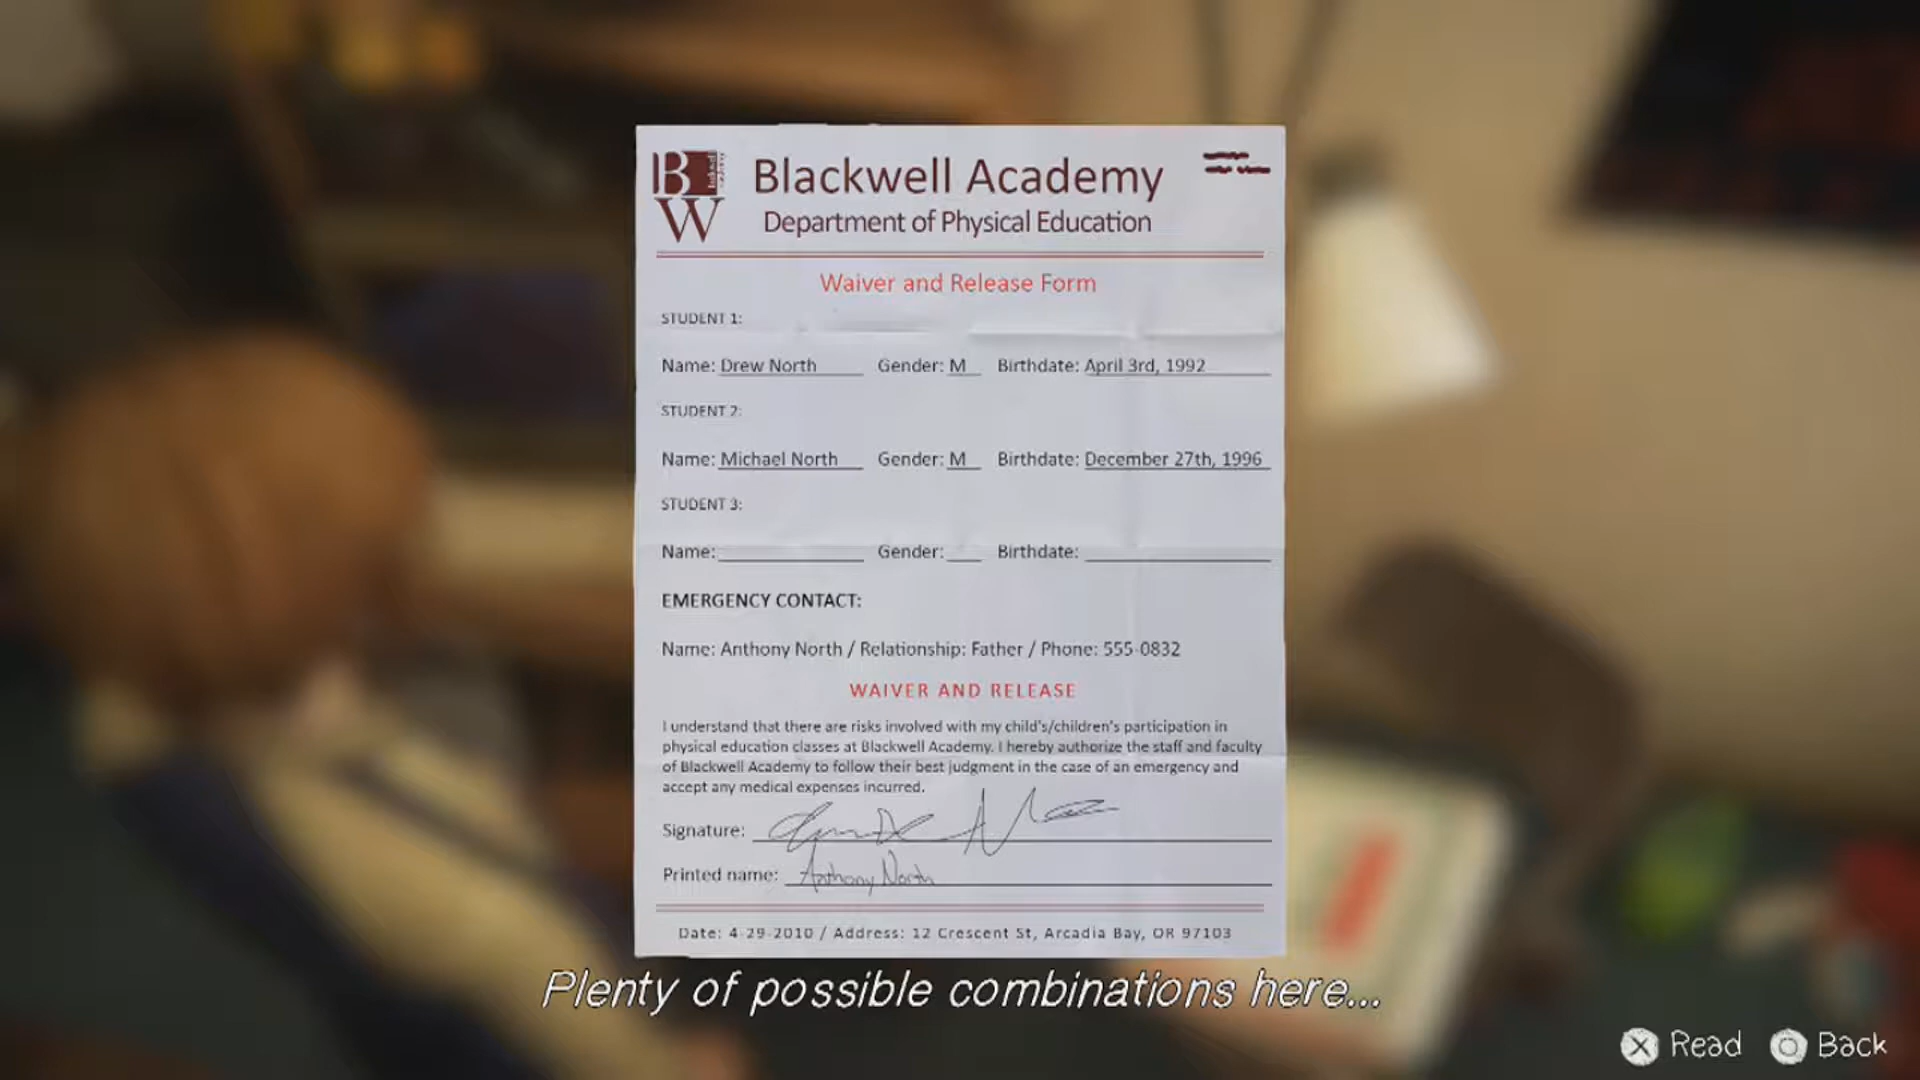 BW
Blackwell Academy
Department of Physical Education
Waiver and Release Form
STUDENT 1:
Name: Drew North Gender: M Birthdate: April 3rd, 1992
STUDENT 2:
Name: Michael North Gender: M Birthdate: December 27th, 1996
STUDENT 3:
Name: Gender: Birthdate:
EMERGENCY CONTACT:
Name: Anthony North / Relationship: Father / Phone: 555-0832
WAIVER AND RELEASE
I understand that there are risks involved with my child's/children's participation in
physical education classes at Blackwell Academy. I hereby authorize the staff and faculty
of Blackwell Academy to follow their best judgment in the case of an emergency and
accept any medical expenses incurred.
Signature:
Printed name: Anthony North
Date: 4-29-2010 / Address: 12 Crescent St, Arcadia Bay, OR 97103
Plenty of possible combinations here...
Read Back